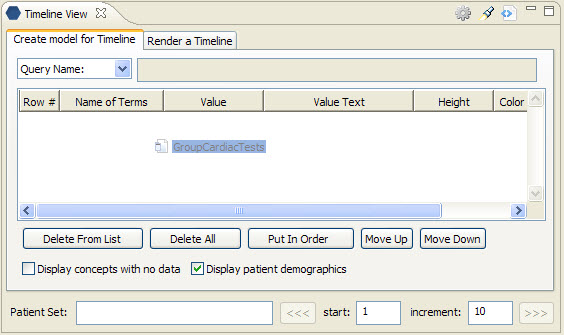 Timeline View
Create model for Timeline Render a Timeline
Query Name:
Row # Name of Terms Value Value Text Height Color
GroupCardiacTests
Delete From List Delete All Put In Order Move Up Move Down
Display concepts with no data Display patient demographics
Patient Set: <<< start: 1 increment: 10 >>>